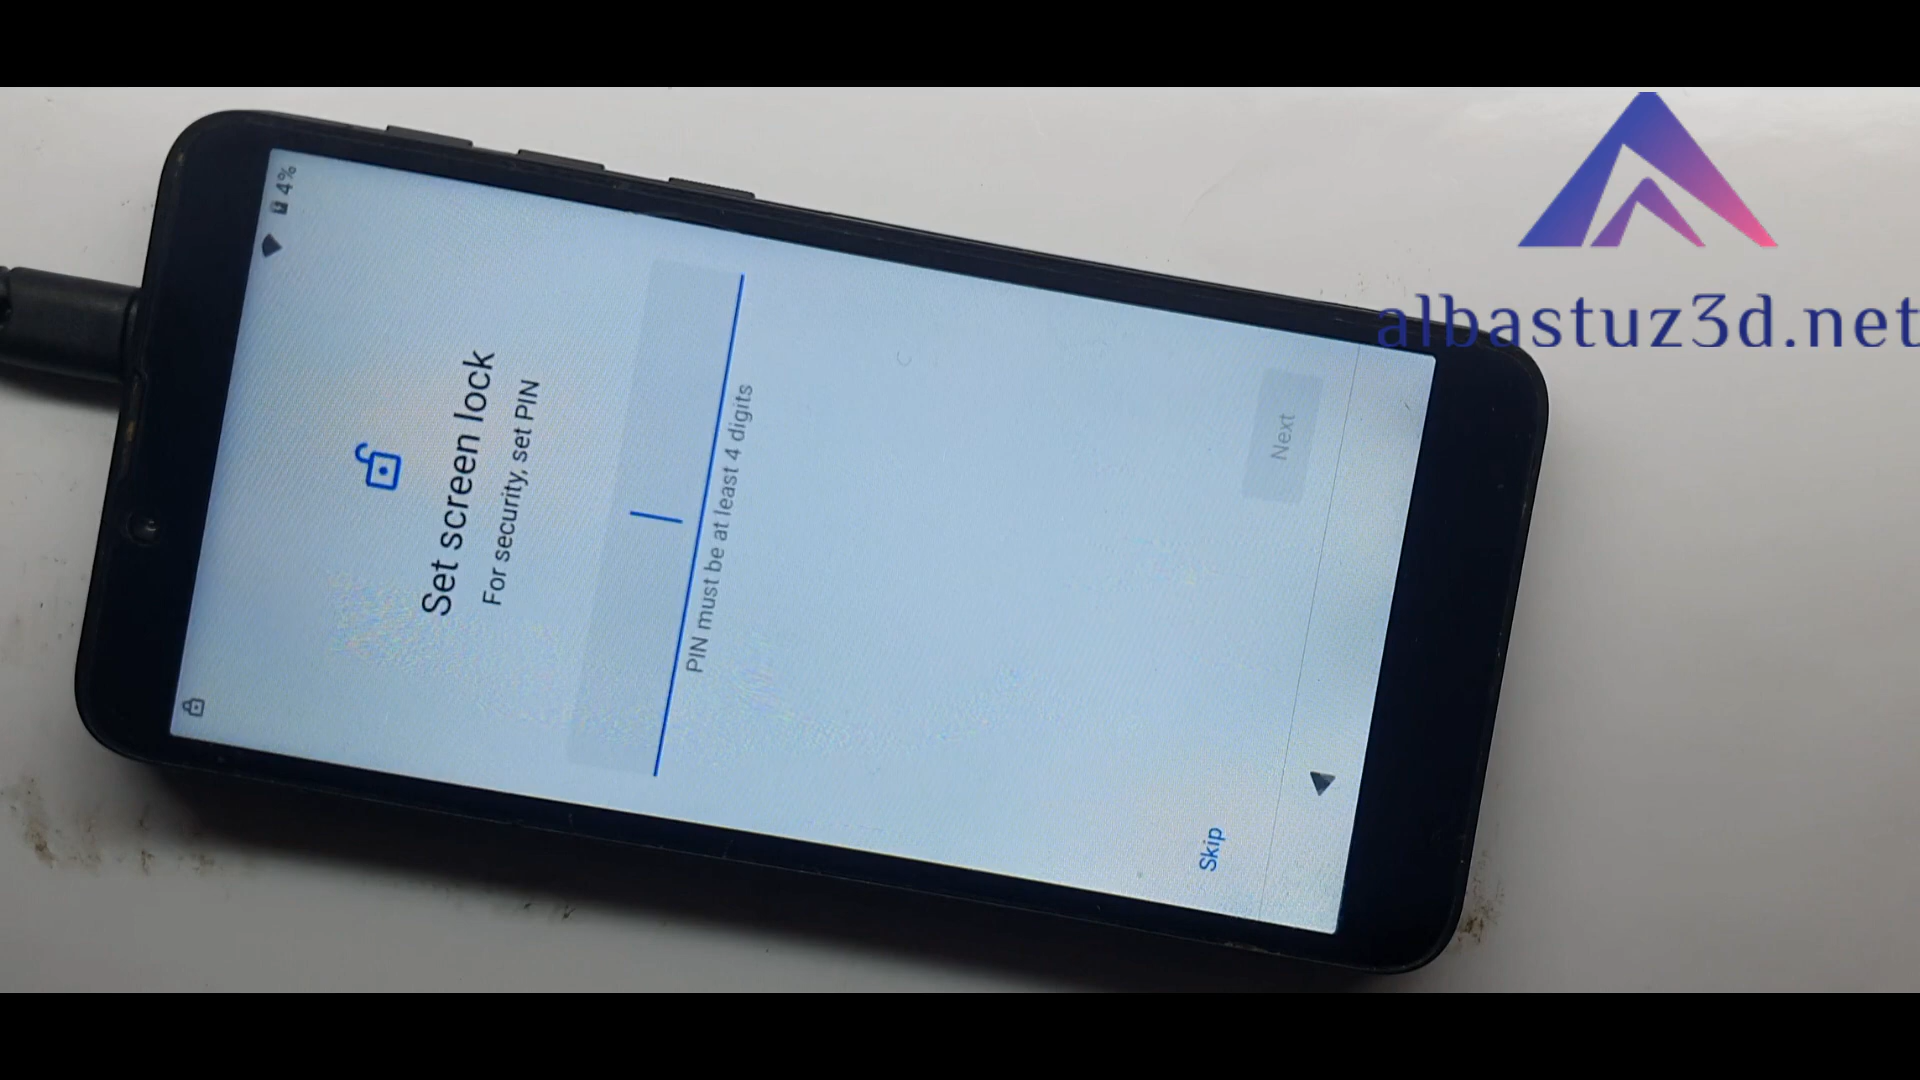 4%
Set screen lock
For security, set PIN
PIN must be at least 4 digits
Skip
Next
albastuz3d.net